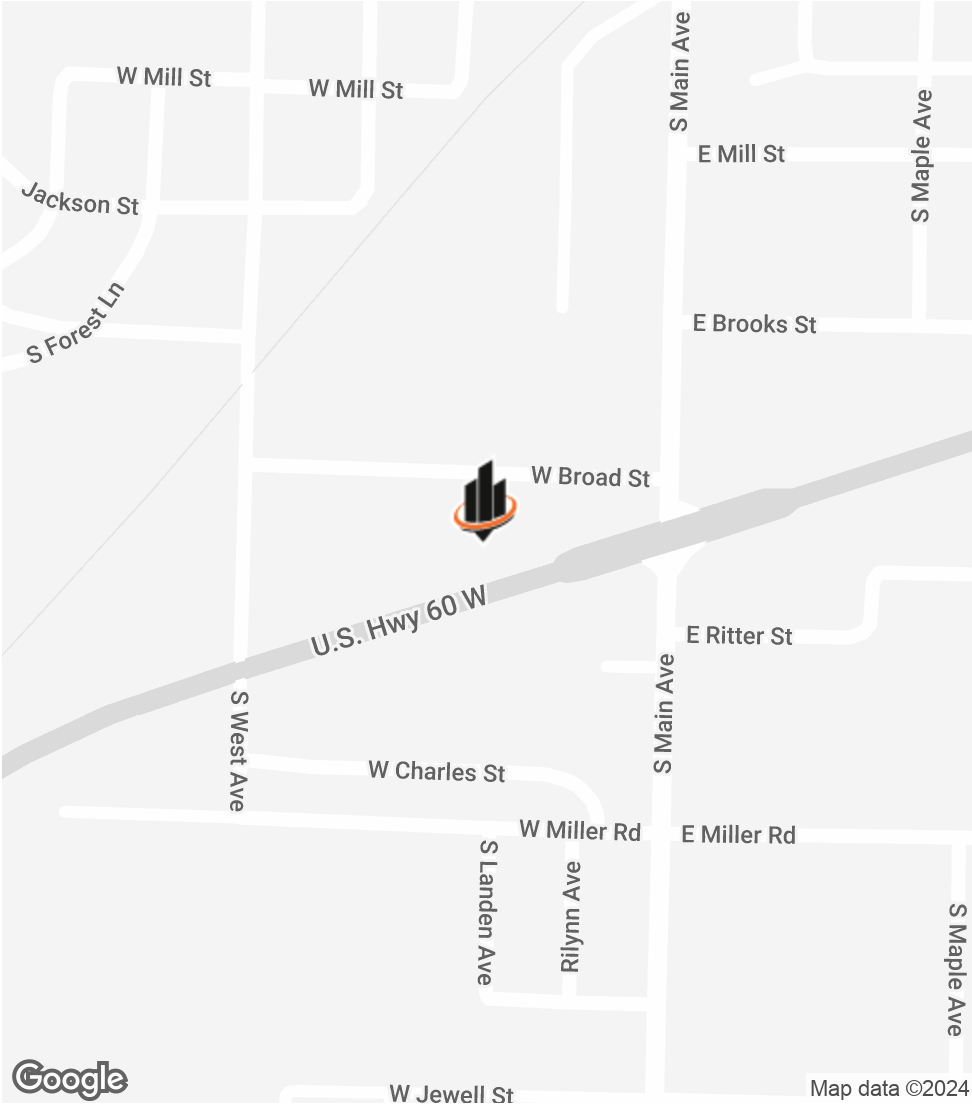 S Main Ave
W Mill St
W Mill St
S Maple Ave
E Mill St
Jackson St
S Forest Ln
E Brooks St
W Broad St
U.S. Hwy 60 W
E Ritter St
S Main Ave
S West Ave
W Charles St
W Miller Rd
E Miller Rd
S Landen Ave
Rilynn Ave
S Maple Ave
Google
Map data ©2024
W Jewell St